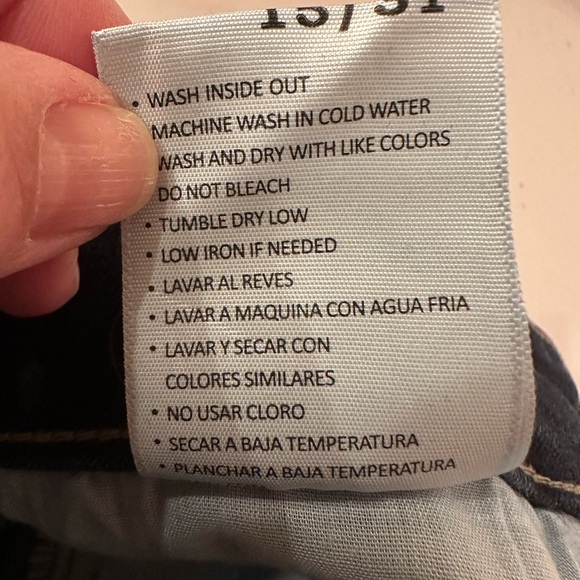 15/31
• WASH INSIDE OUT
MACHINE WASH IN COLD WATER
WASH AND DRY WITH LIKE COLORS
DO NOT BLEACH
• TUMBLE DRY LOW
• LOW IRON IF NEEDED
• LAVAR AL REVES
• LAVAR A MAQUINA CON AGUA FRIA
• LAVAR Y SECAR CON
COLORES SIMILARES
• NO USAR CLORO
• SECAR A BAJA TEMPERATURA
• PLANCHAR A BAJA TEMPERATURA